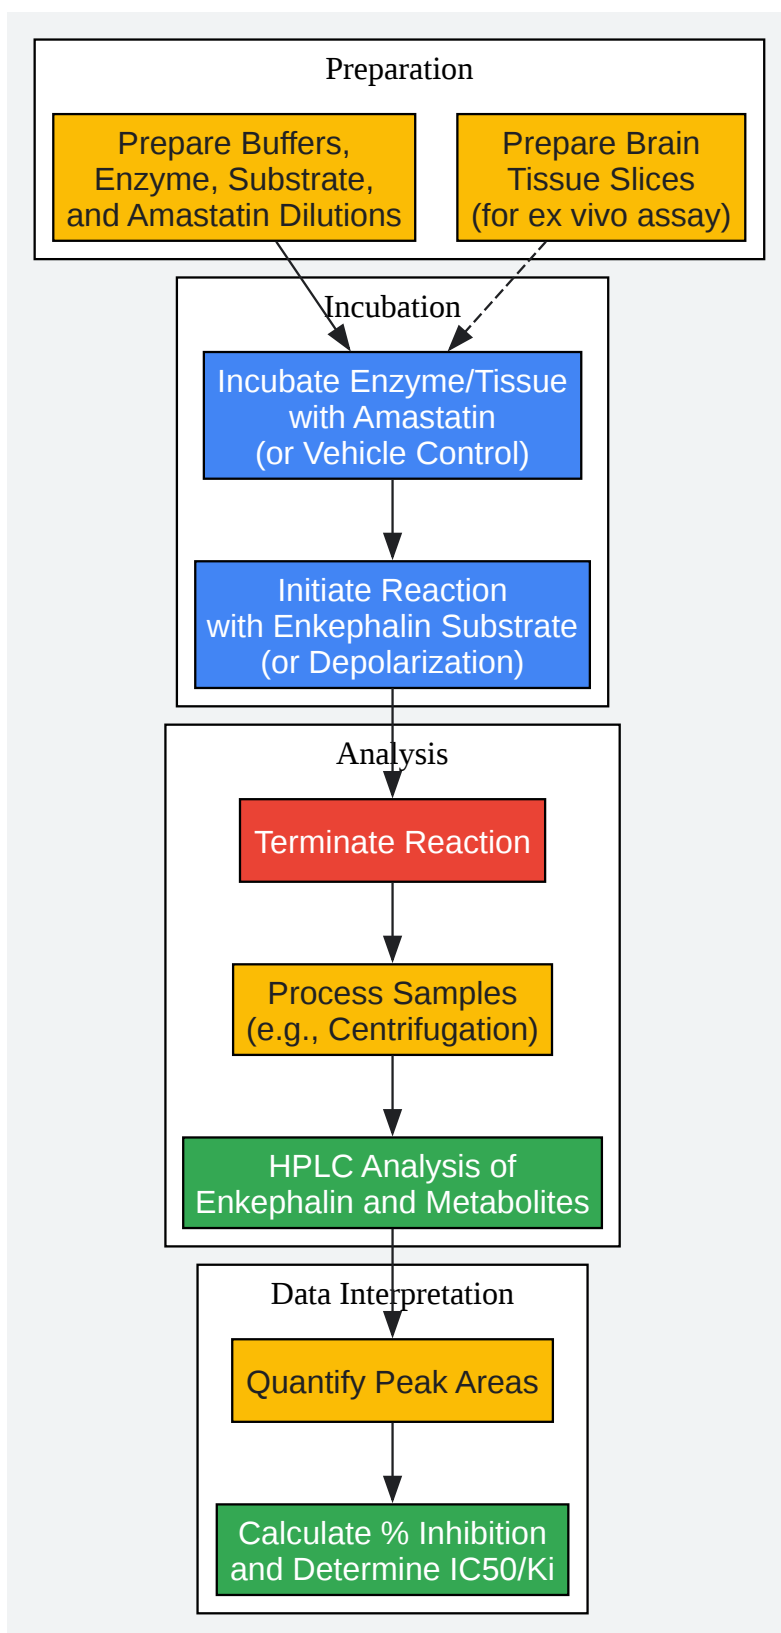 Preparation
Prepare Buffers,
Enzyme, Substrate,
and Amastatin Dilutions
Prepare Brain
Tissue Slices
(for ex vivo assay)
Incubation
Incubate Enzyme/Tissue
with Amastatin
(or Vehicle Control)
Initiate Reaction
with Enkephalin Substrate
(or Depolarization)
Analysis
Terminate Reaction
Process Samples
(e.g., Centrifugation)
HPLC Analysis of
Enkephalin and Metabolites
Data Interpretation
Quantify Peak Areas
Calculate % Inhibition
and Determine IC50/Ki